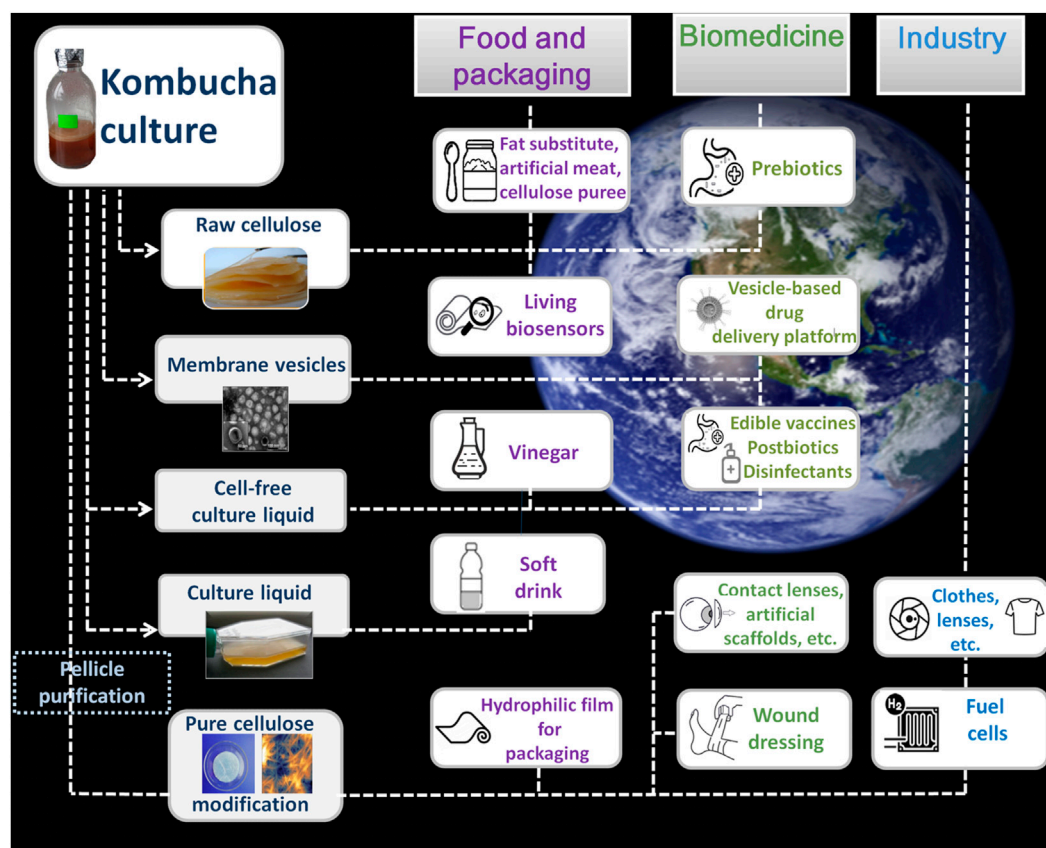 Kombucha
culture
Food and
packaging
Biomedicine
Industry
Fat substitute,
artificial meat,
cellulose puree
Prebiotics
Raw cellulose
Living
biosensors
Vesicle-based
drug
delivery platform
Membrane vesicles
Vinegar
Edible vaccines
Postbiotics
Disinfectants
Cell-free
culture liquid
Soft
drink
Culture liquid
Contact lenses,
artificial
scaffolds, etc.
Clothes,
lenses,
etc.
Pellicle
purification
Pure cellulose
modification
Hydrophilic film
for
packaging
Wound
dressing
H2
Fuel
cells